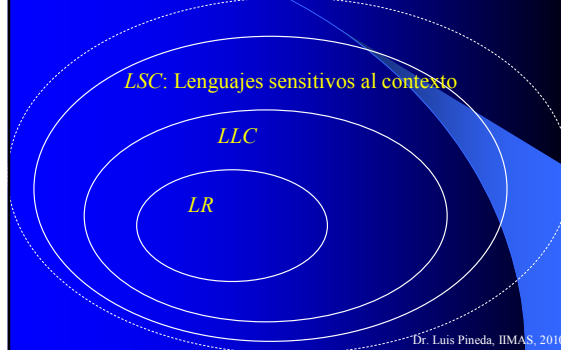 LSC: Lenguajes sensitivos al contexto
LLC
LR
Dr. Luis Pineda, IIMAS, 2010